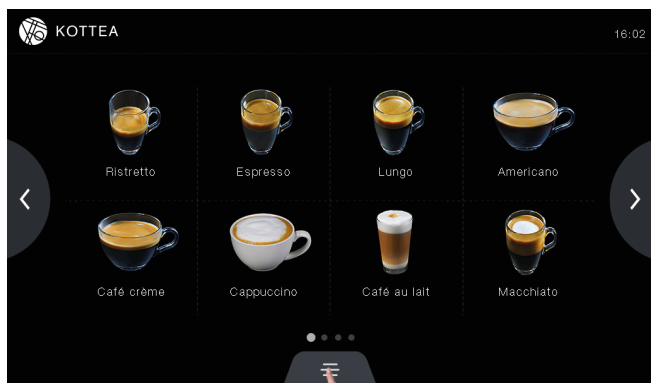 KOTTEA
16:02
Ristretto
Espresso
Lungo
Americano
Café crème
Cappuccino
Café au lait
Macchiato